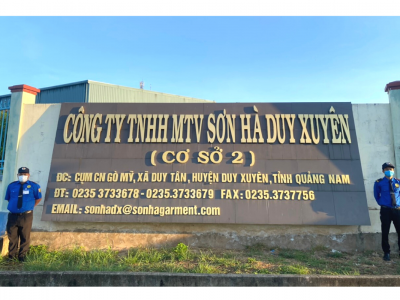 CÔNG TY TNHH MTV SƠN HÀ DUY XUYÊN
( CƠ SỞ 2 )
ĐC: CỤM CN GÒ MỸ, XÃ DUY TÂN, HUYỆN DUY XUYÊN, TỈNH QUẢNG NAM
ĐT: 0235.3733678 - 0235.3733679 FAX: 0235.3737756
EMAIL: sonhadx@sonhagarment.com